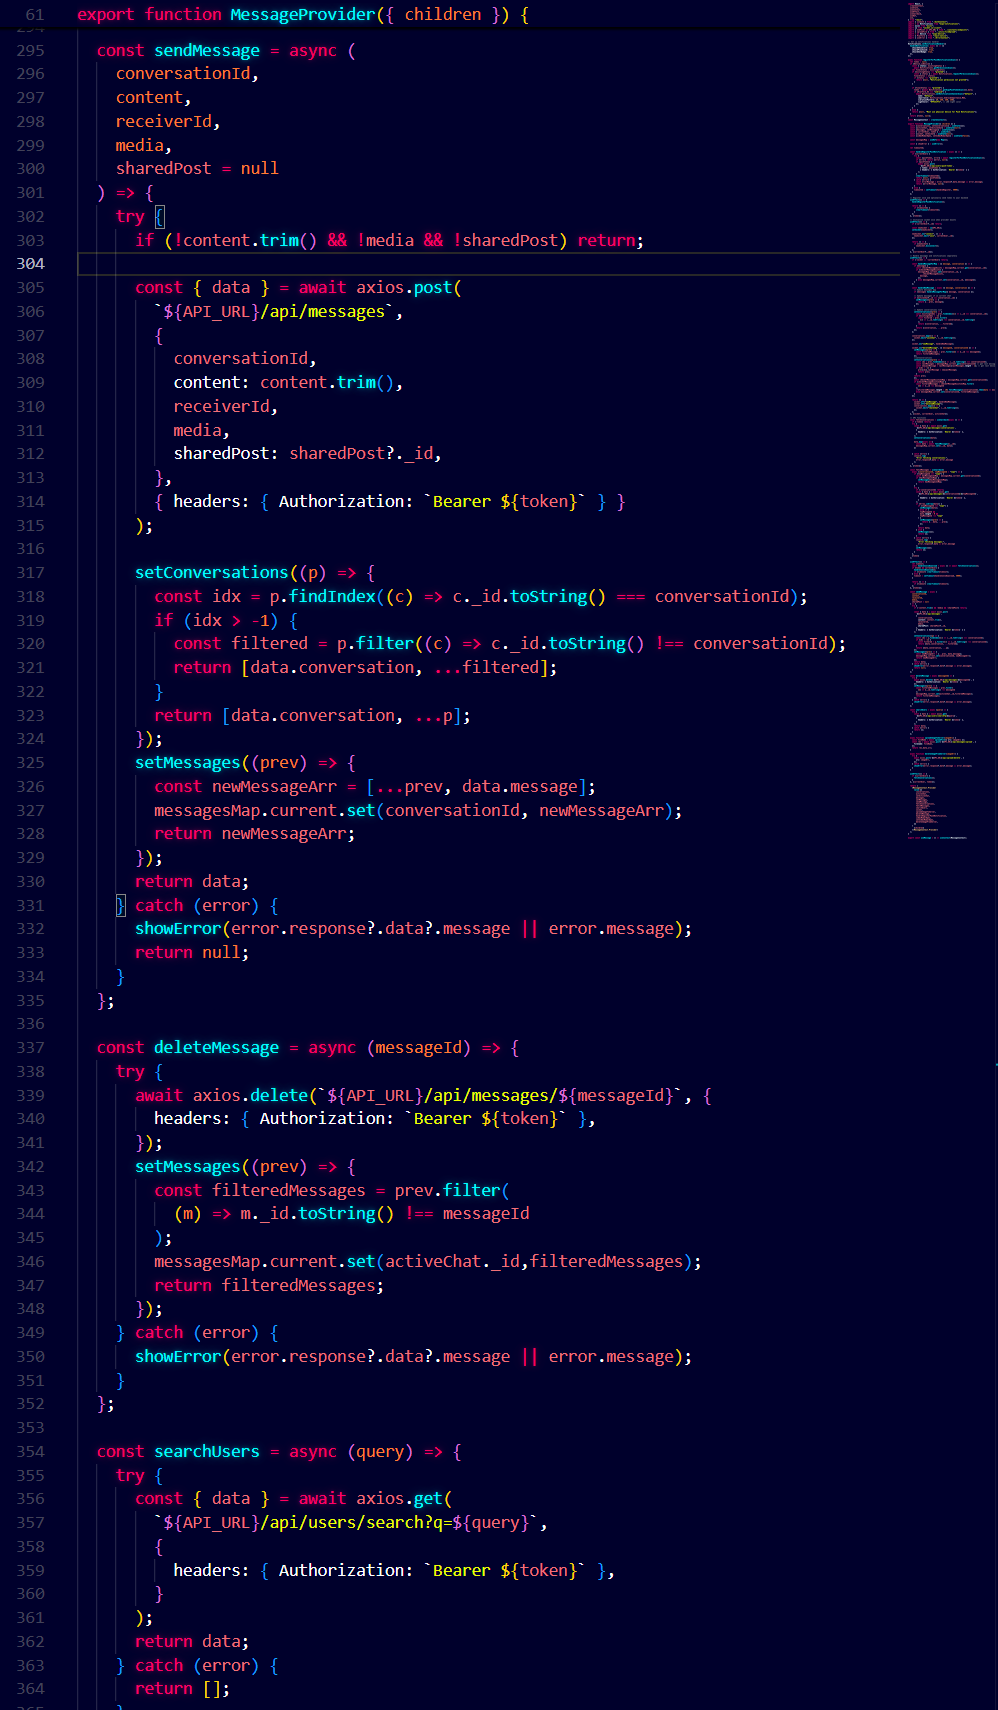 61 export function MessageProvider({ children }) {
295 const sendMessage = async (
296 conversationId,
297 content,
298 receiverId,
299 media,
300 sharedPost = null
301 ) => {
302 try {
303 if (!content.trim() && !media && !sharedPost) return;
304
305 const { data } = await axios.post(
306 `${API_URL}/api/messages`,
307 {
308 conversationId,
309 content: content.trim(),
310 receiverId,
311 media,
312 sharedPost: sharedPost?._id,
313 },
314 { headers: { Authorization: `Bearer ${token}` } }
315 );
316
317 setConversations((p) => {
318 const idx = p.findIndex((c) => c._id.toString() === conversationId);
319 if (idx > -1) {
320 const filtered = p.filter((c) => c._id.toString() !== conversationId);
321 return [data.conversation, ...filtered];
322 }
323 return [data.conversation, ...p];
324 });
325 setMessages((prev) => {
326 const newMessageArr = [...prev, data.message];
327 messagesMap.current.set(conversationId, newMessageArr);
328 return newMessageArr;
329 });
330 return data;
331 } catch (error) {
332 showError(error.response?.data?.message || error.message);
333 return null;
334 }
335 };
336
337 const deleteMessage = async (messageId) => {
338 try {
339 await axios.delete(`${API_URL}/api/messages/${messageId}`, {
340 headers: { Authorization: `Bearer ${token}` },
341 });
342 setMessages((prev) => {
343 const filteredMessages = prev.filter(
344 (m) => m._id.toString() !== messageId
345 );
346 messagesMap.current.set(activeChat._id,filteredMessages);
347 return filteredMessages;
348 });
349 } catch (error) {
350 showError(error.response?.data?.message || error.message);
351 }
352 };
353
354 const searchUsers = async (query) => {
355 try {
356 const { data } = await axios.get(
357 `${API_URL}/api/users/search?q=${query}`,
358 {
359 headers: { Authorization: `Bearer ${token}` },
360 }
361 );
362 return data;
363 } catch (error) {
364 return [];